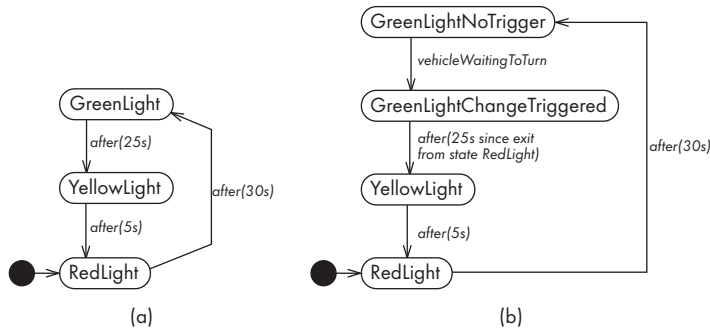 GreenLight
after(25s)
YellowLight
after(5s)
RedLight
after(30s)
(a)
GreenLightNoTrigger
vehicleWaitingToTurn
GreenLightChangeTriggered
after(25s since exit
from state RedLight)
YellowLight
after(5s)
RedLight
after(30s)
(b)